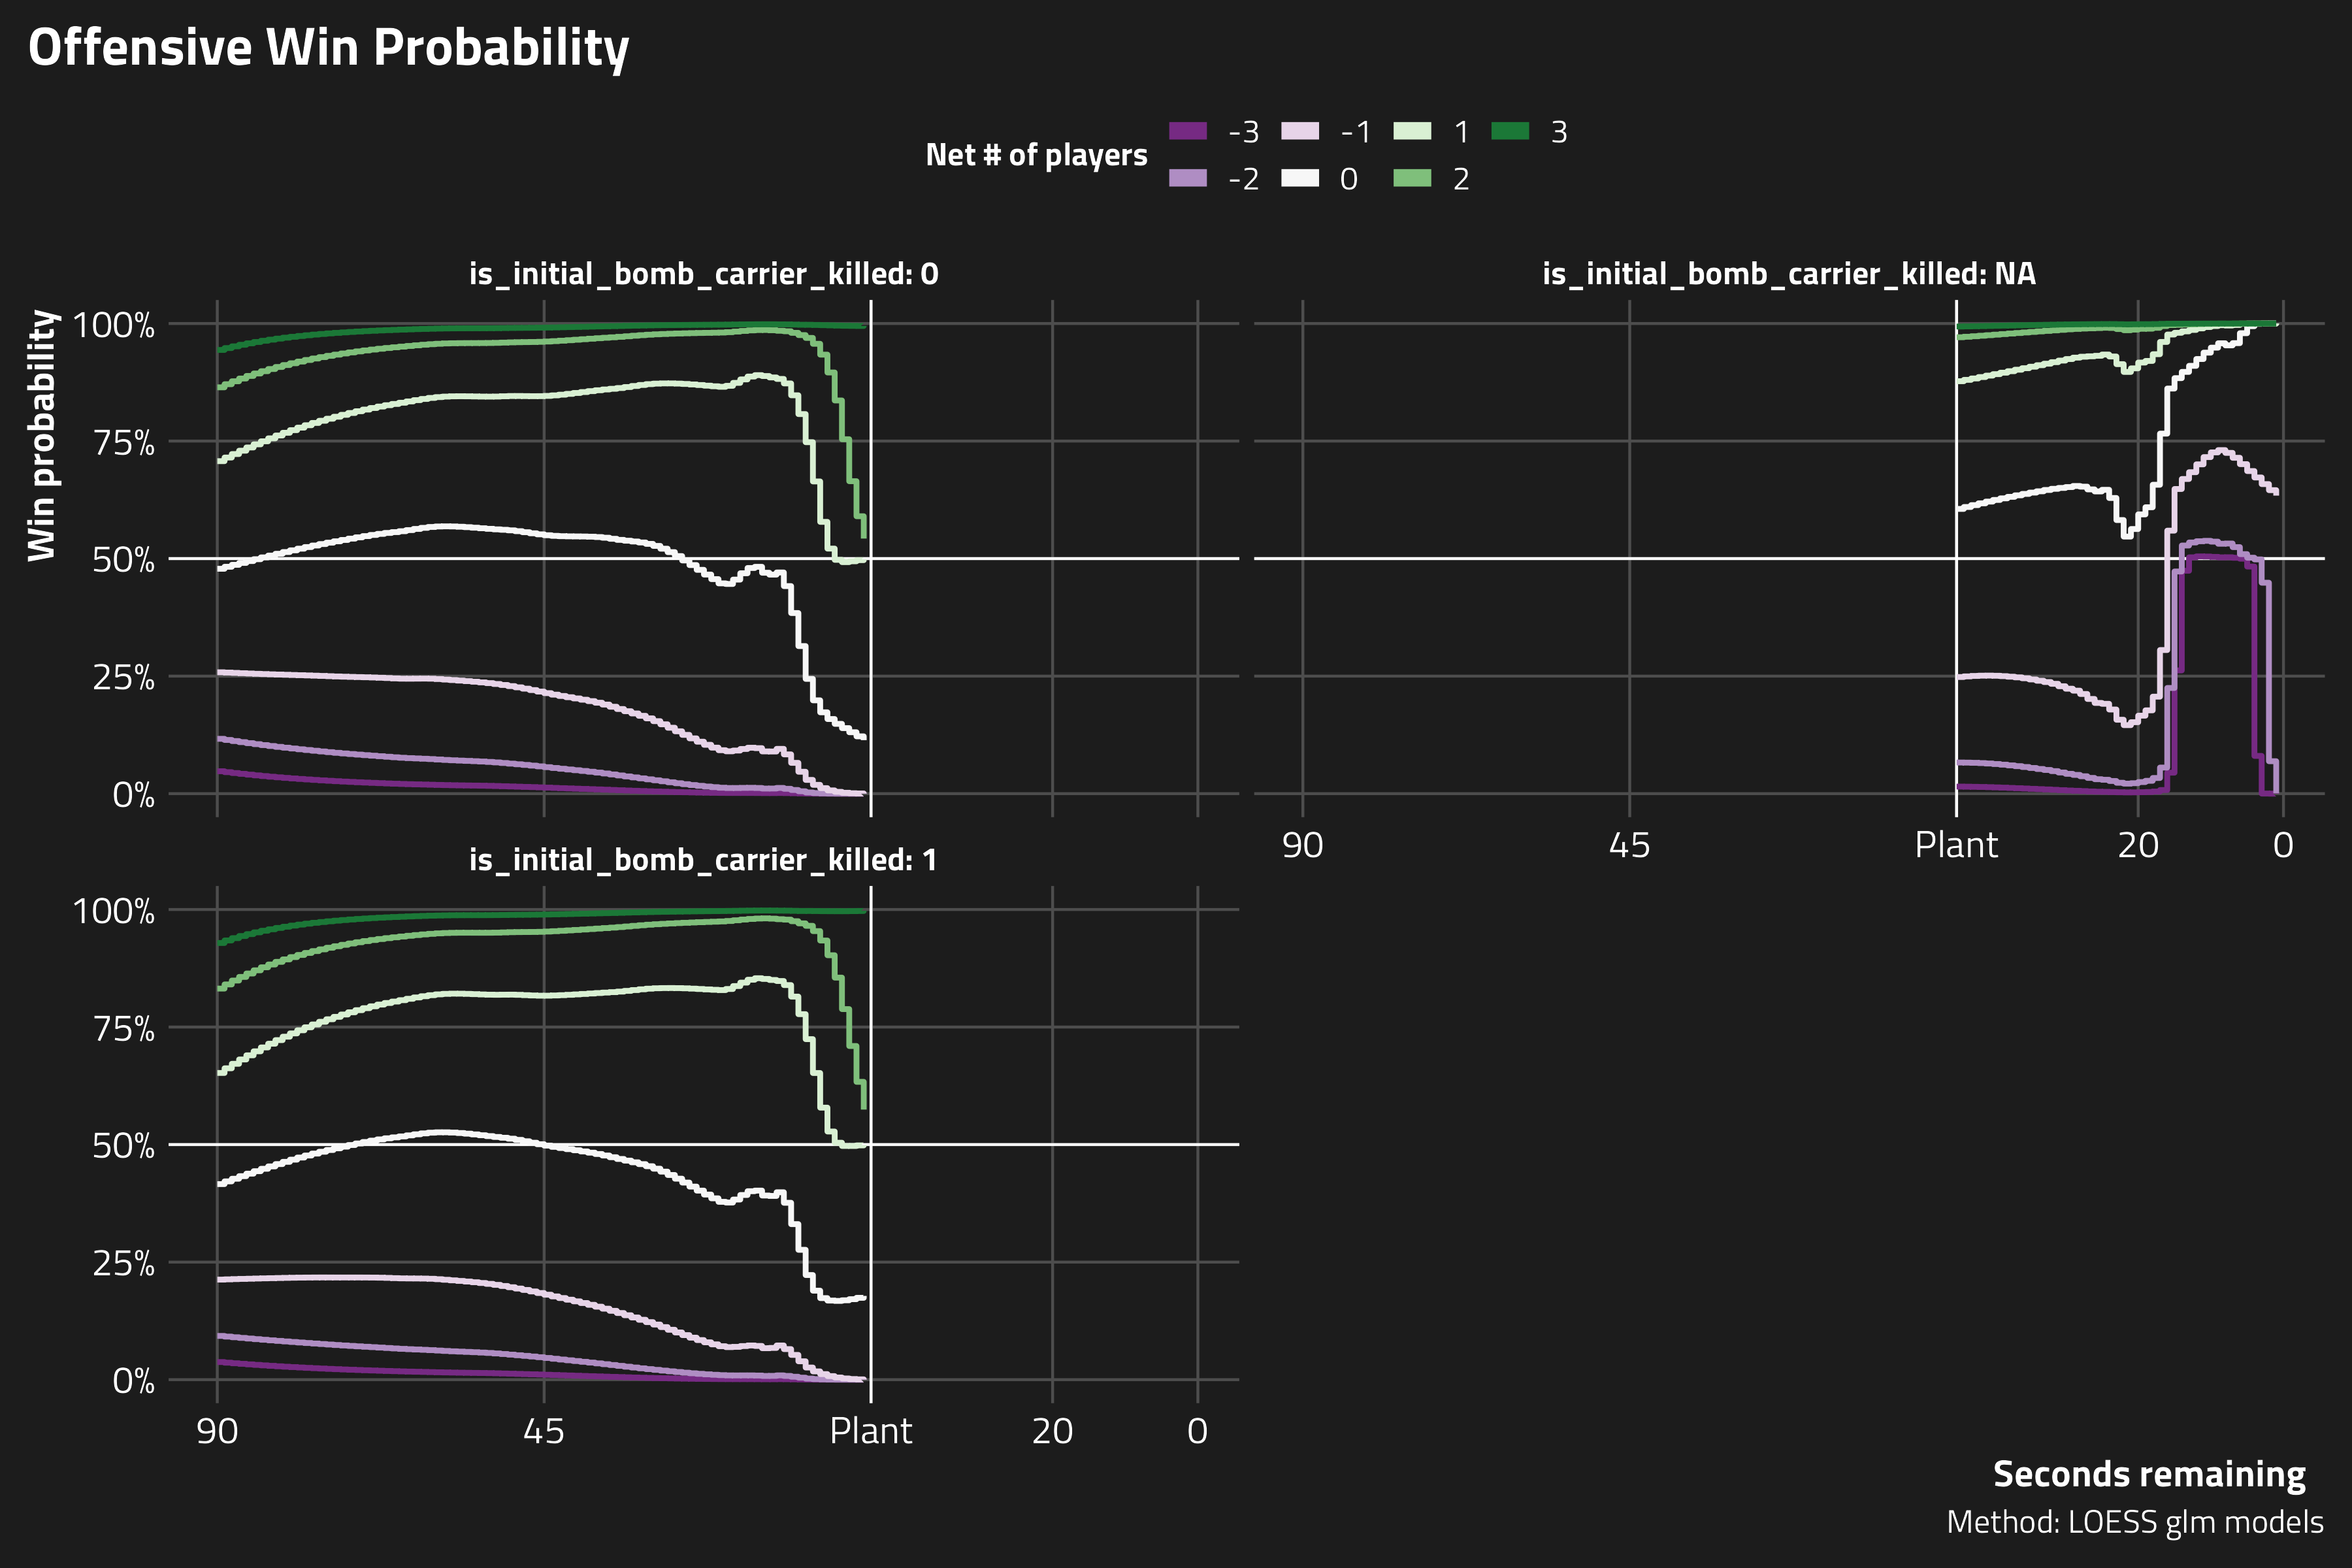 Offensive Win Probability
Net # of players
-3 -1 1 3
-2 0 2
is_initial_bomb_carrier_killed: 0
is_initial_bomb_carrier_killed: NA
Win probability
100%
75%
50%
25%
0%
90 45 Plant 20 0
is_initial_bomb_carrier_killed: 1
100%
75%
50%
25%
0%
90 45 Plant 20 0
Seconds remaining
Method: LOESS glm models